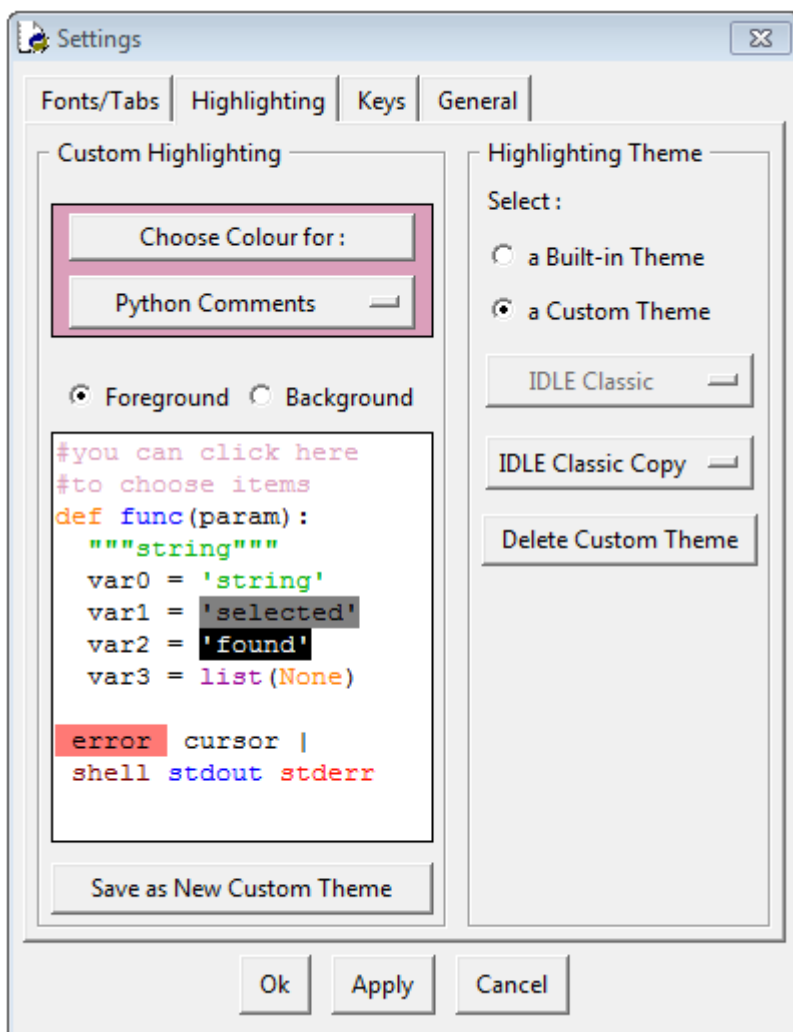 Settings
Fonts/Tabs Highlighting Keys General
Custom Highlighting
Choose Colour for :
Python Comments
Foreground Background
#you can click here
#to choose items
def func(param):
  """string"""
  var0 = 'string'
  var1 = 'selected'
  var2 = 'found'
  var3 = list(None)
 error  cursor |
 shell stdout stderr
Save as New Custom Theme
Highlighting Theme
Select :
a Built-in Theme
a Custom Theme
IDLE Classic
IDLE Classic Copy
Delete Custom Theme
Ok Apply Cancel